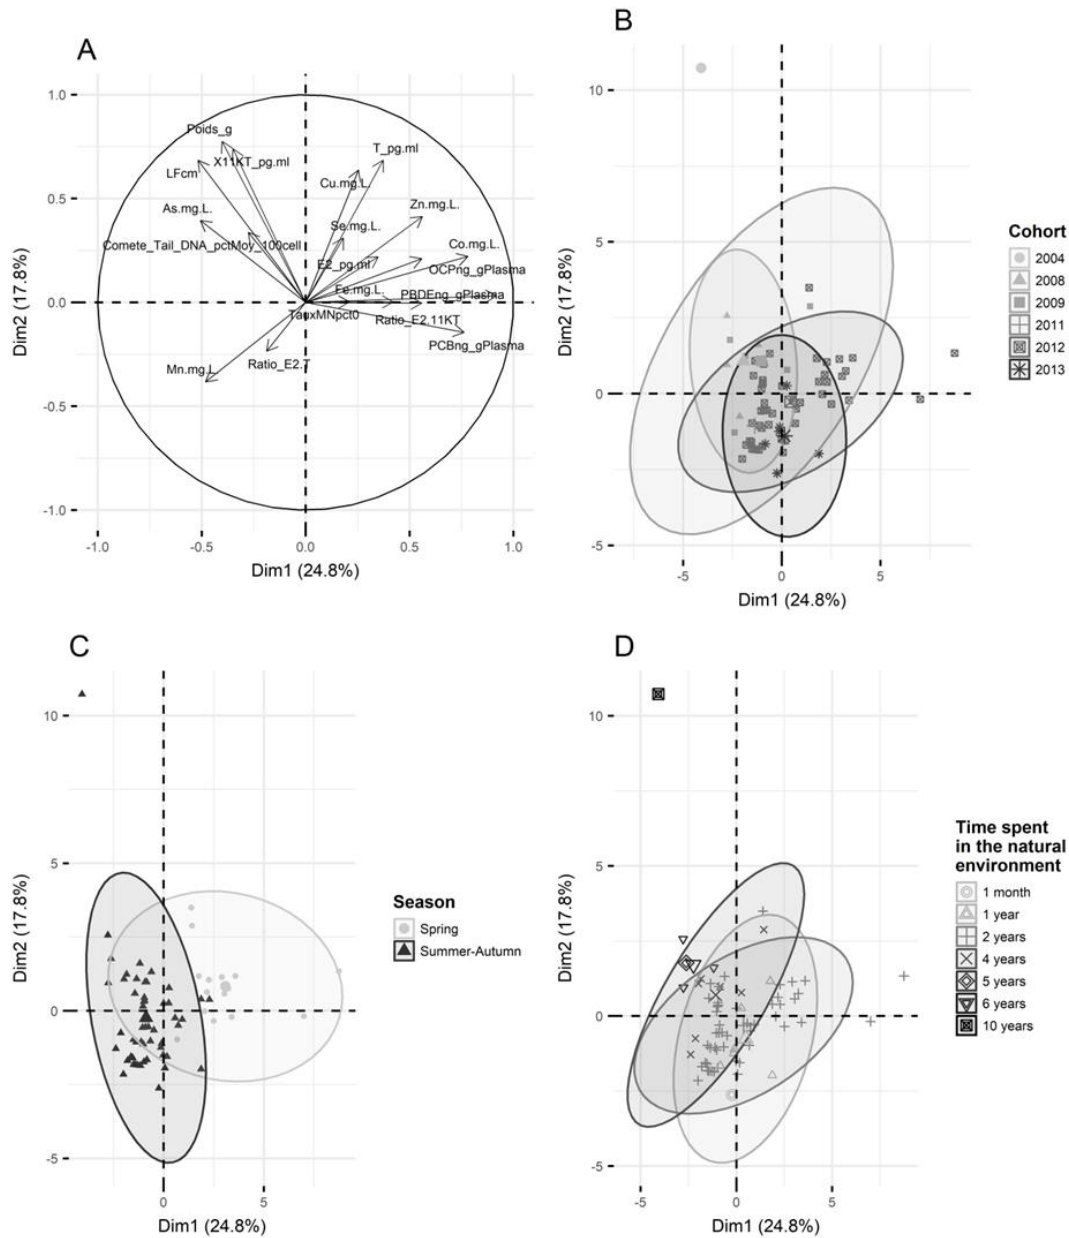 A
1.0
0.5
0.0
-0.5
-1.0
Dim2 (17.8%)
Poids_g
X11KT_pg.ml
LFcm
T_pg.ml
Cu.mg.L.
As.mg.L.
Zn.mg.L.
Se.mg.L.
Comete_Tail_DNA_pctMoy_100cell
Co.mg.L.
E2_pg.ml
OCPng_gPlasma
Fe.mg.L.
PBDEng_gPlasma
TauxMNpct0
Ratio_E2.11KT
PCBng_gPlasma
Mn.mg.L.
Ratio_E2.T
-1.0 -0.5 0.0 0.5 1.0
Dim1 (24.8%)
B
10
5
0
-5
Dim2 (17.8%)
-5 0 5
Dim1 (24.8%)
Cohort
2004
2008
2009
2011
2012
2013
C
10
5
0
-5
Dim2 (17.8%)
0 5
Dim1 (24.8%)
Season
Spring
Summer-Autumn
D
10
5
0
-5
Dim2 (17.8%)
-5 0 5
Dim1 (24.8%)
Time spent
in the natural
environment
1 month
1 year
2 years
4 years
5 years
6 years
10 years